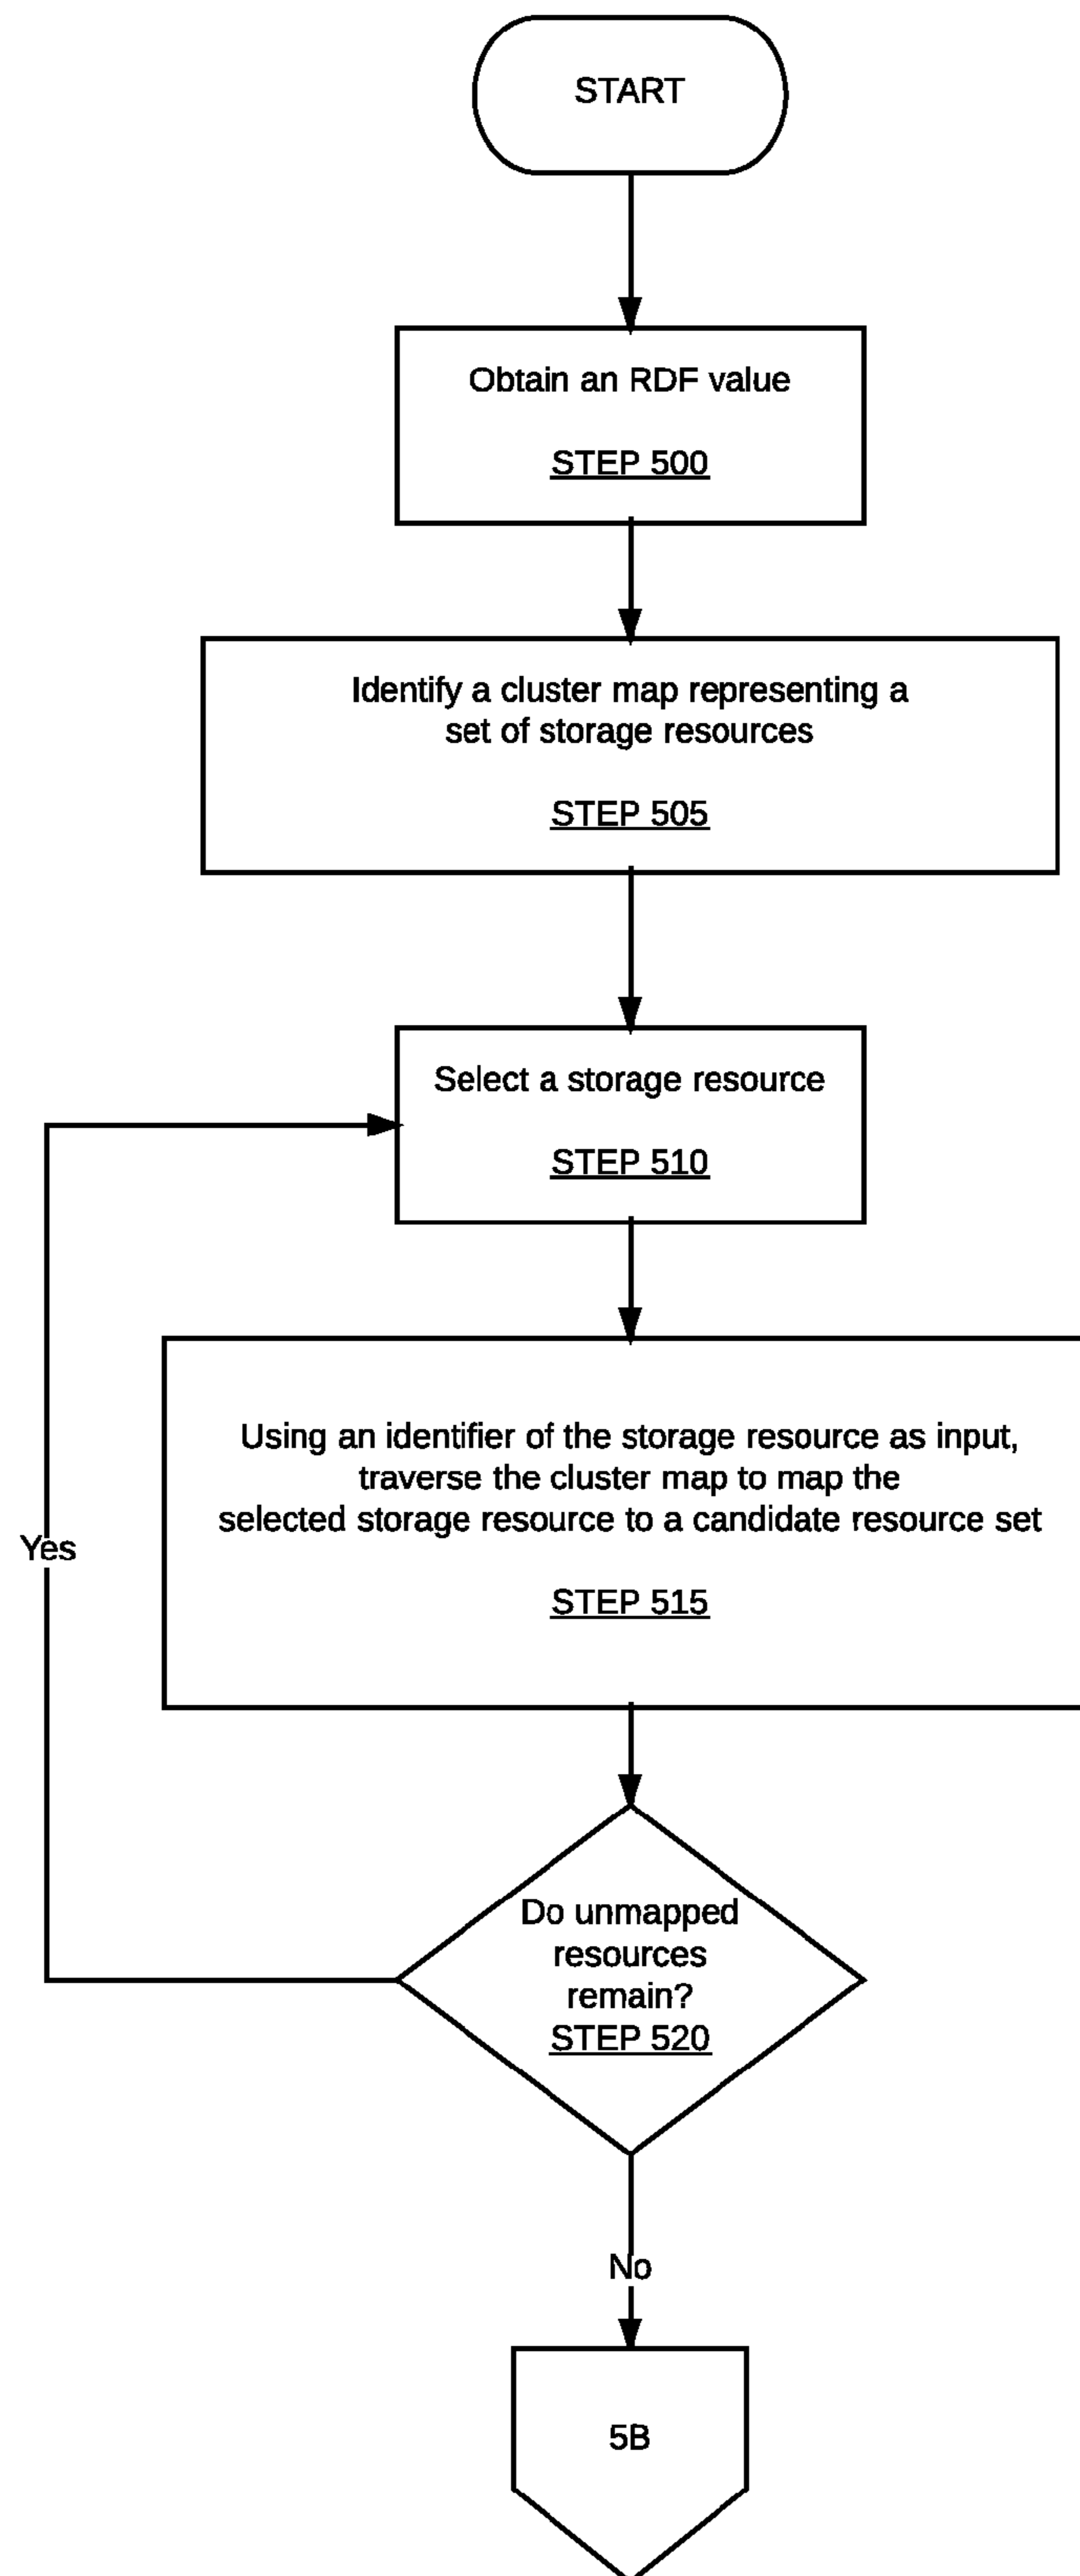 START
Obtain an RDF value
STEP 500
Identify a cluster map representing a
set of storage resources
STEP 505
Select a storage resource
STEP 510
Using an identifier of the storage resource as input,
traverse the cluster map to map the
selected storage resource to a candidate resource set
STEP 515
Yes
Do unmapped
resources
remain?
STEP 520
No
5B